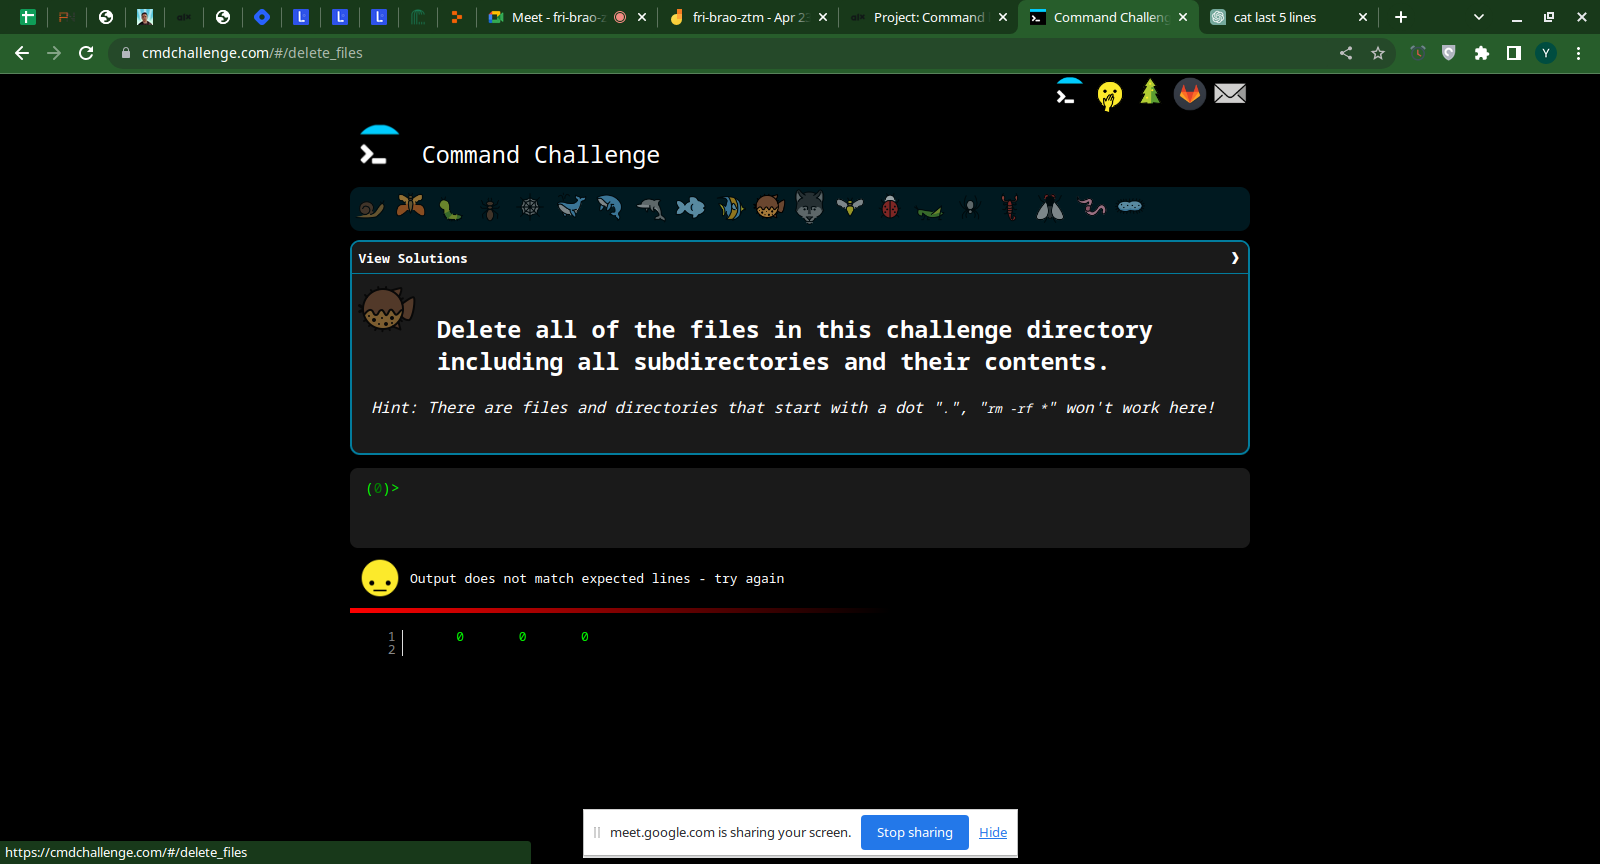 Meet - fri-brao-z
fri-brao-ztm - Apr 2
Project: Command
Command Challeng
cat last 5 lines
cmdchallenge.com/#/delete_files
Y
Command Challenge
View Solutions
Delete all of the files in this challenge directory
including all subdirectories and their contents.
Hint: There are files and directories that start with a dot ".", "rm -rf *" won't work here!
(0)>
Output does not match expected lines - try again
1 0 0 0
2
meet.google.com is sharing your screen. Stop sharing Hide
https://cmdchallenge.com/#/delete_files